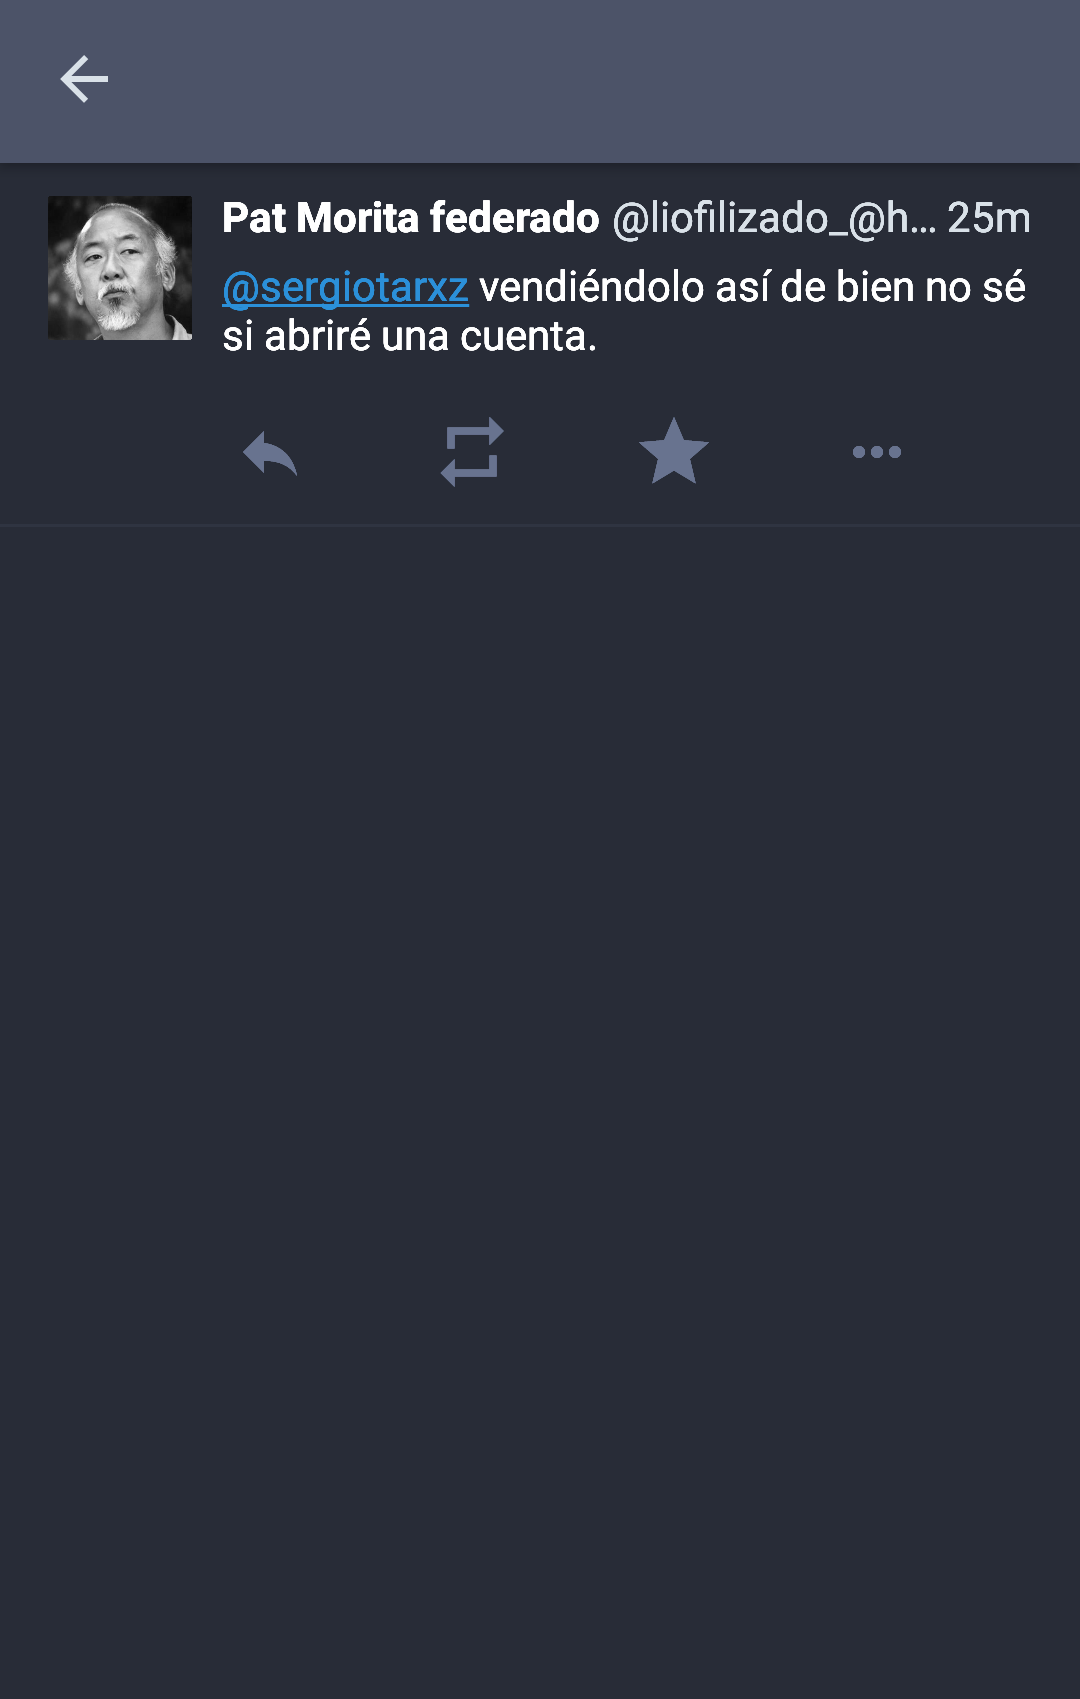 Pat Morita federado @liofilizado_@h... 25m
@sergiotarxz vendiéndolo así de bien no sé
si abriré una cuenta.